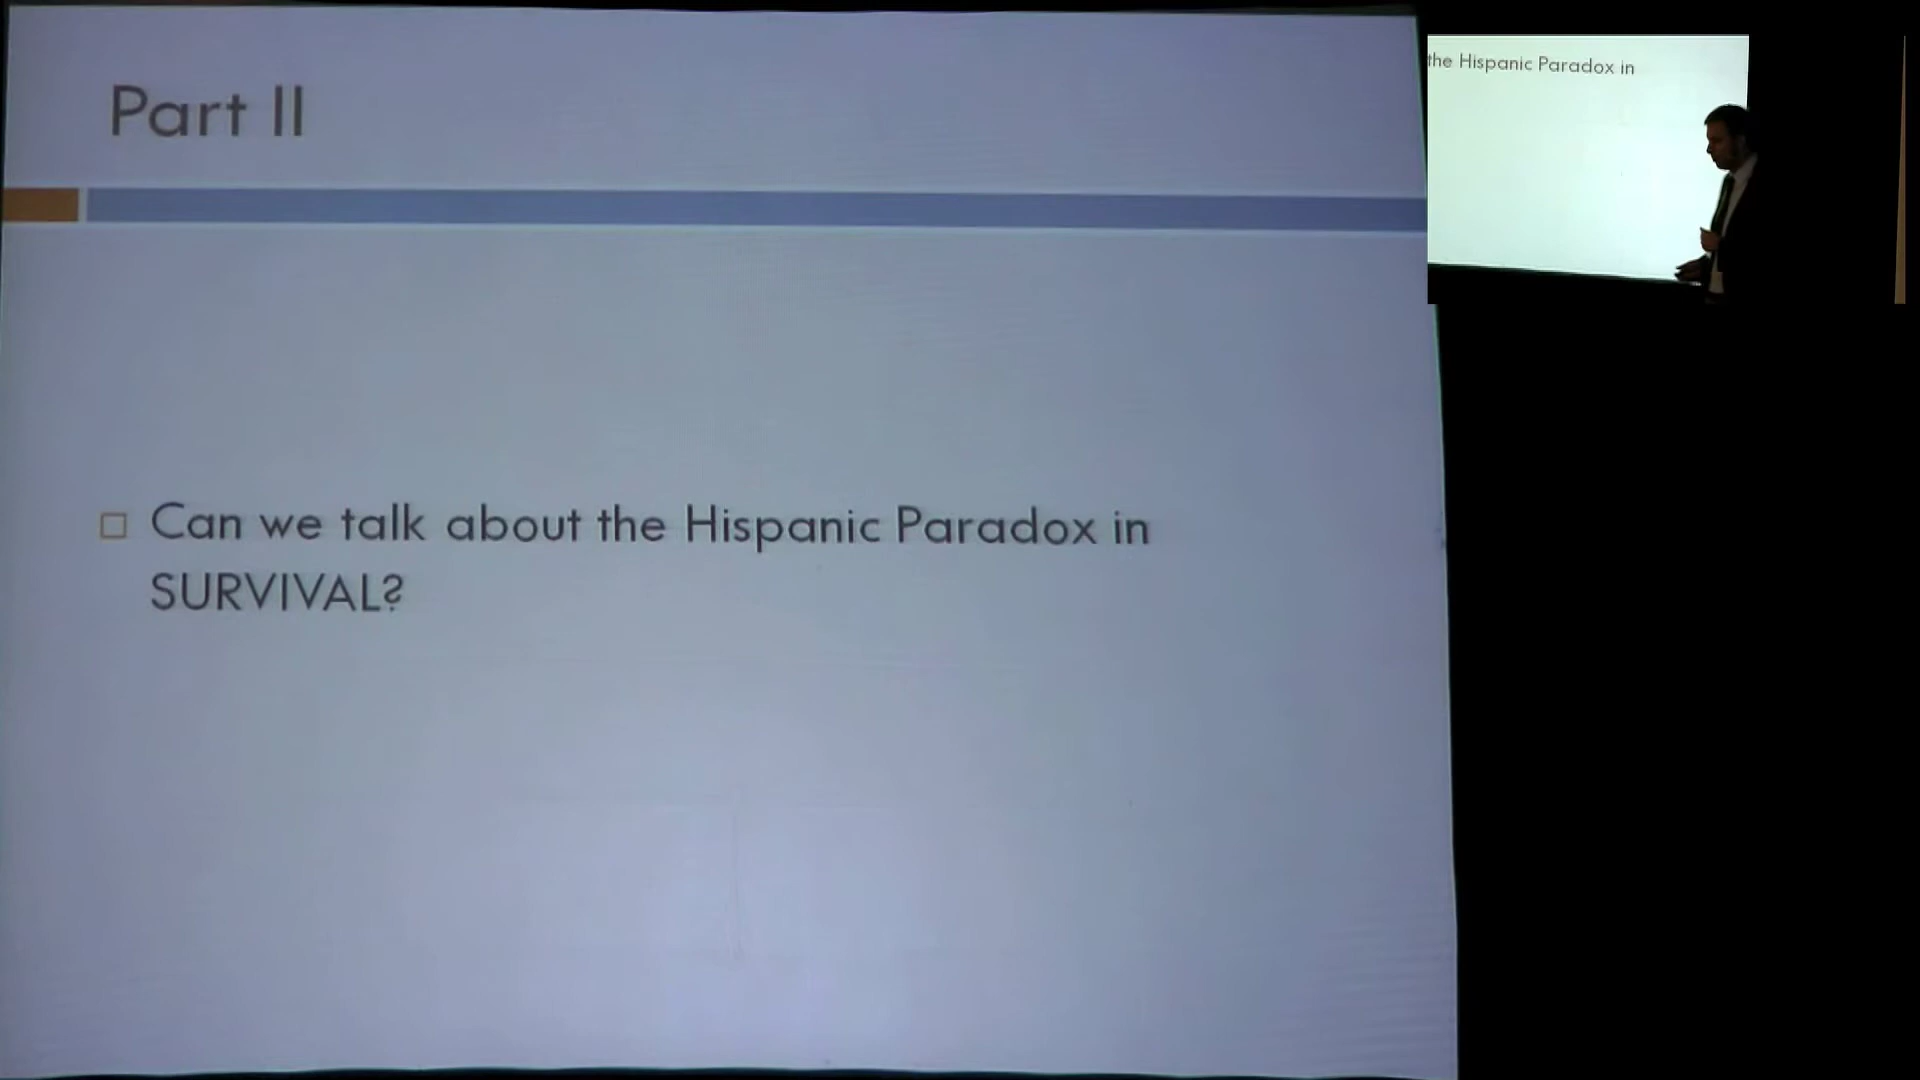 Part II
Can we talk about the Hispanic Paradox in
SURVIVAL?
the Hispanic Paradox in